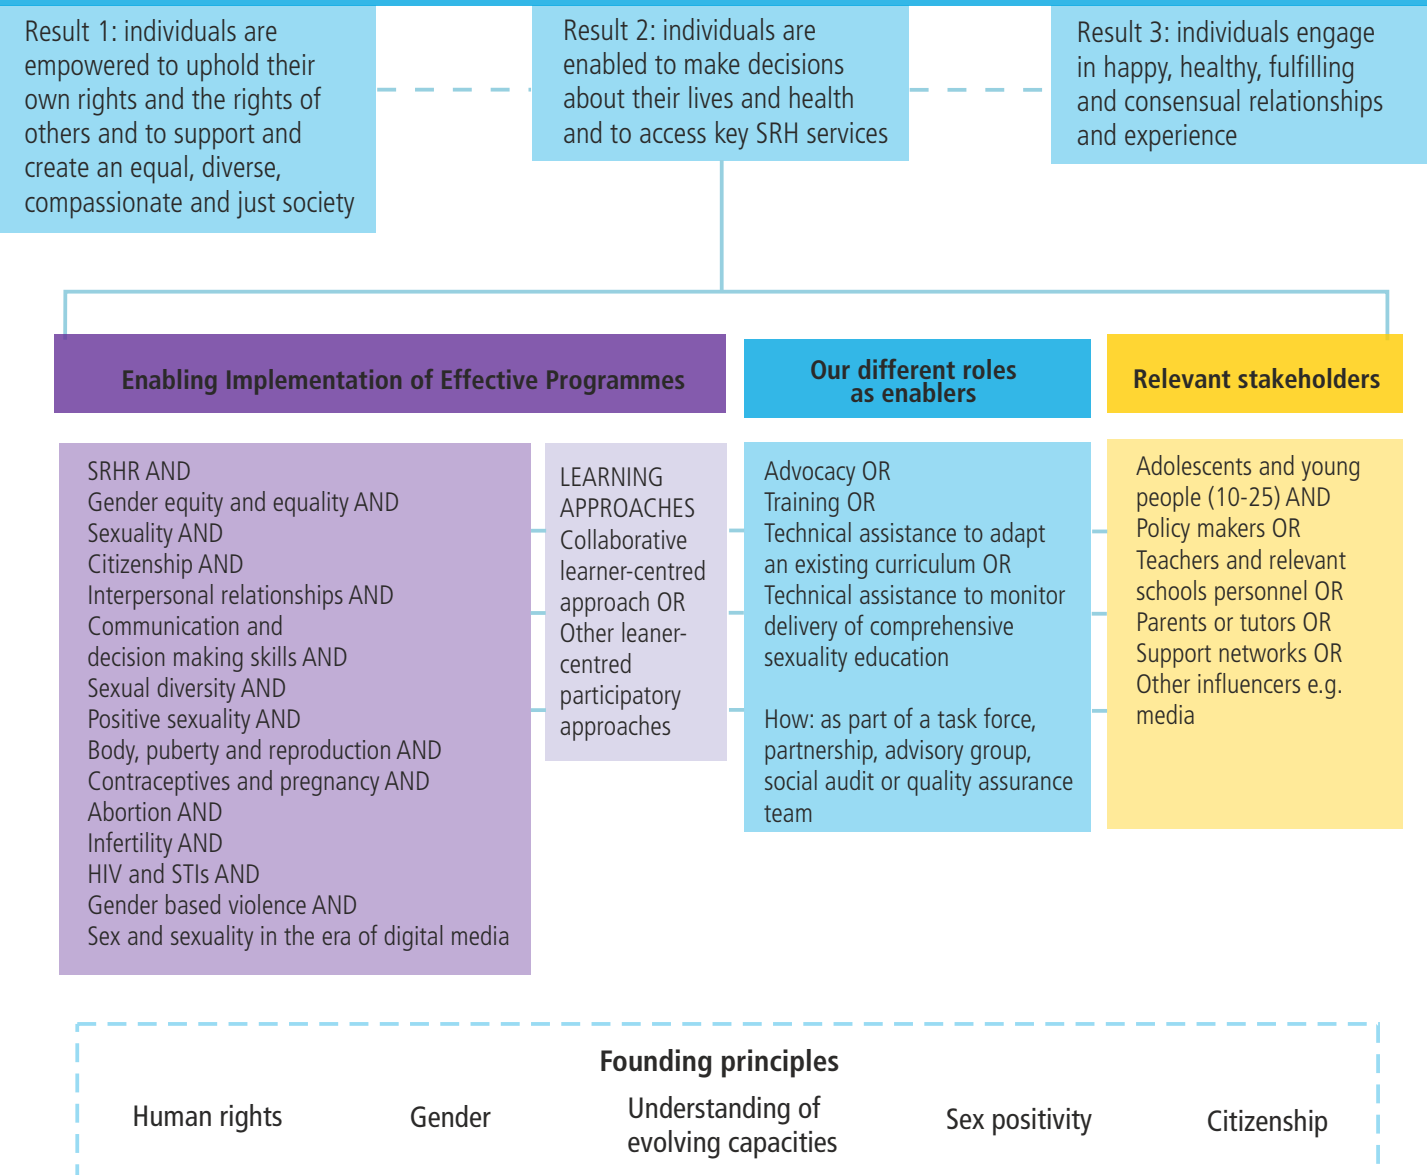 Result 1: individuals are
empowered to uphold their
own rights and the rights of
others and to support and
create an equal, diverse,
compassionate and just society
Result 2: individuals are
enabled to make decisions
about their lives and health
and to access key SRH services
Result 3: individuals engage
in happy, healthy, fulfilling
and consensual relationships
and experience
Enabling Implementation of Effective Programmes
SRHR AND
Gender equity and equality AND
Sexuality AND
Citizenship AND
Interpersonal relationships AND
Communication and
decision making skills AND
Sexual diversity AND
Positive sexuality AND
Body, puberty and reproduction AND
Contraceptives and pregnancy AND
Abortion AND
Infertility AND
HIV and STIs AND
Gender based violence AND
Sex and sexuality in the era of digital media
LEARNING
APPROACHES
Collaborative
learner-centred
approach OR
Other leaner-
centred
participatory
approaches
Our different roles
as enablers
Advocacy OR
Training OR
Technical assistance to adapt
an existing curriculum OR
Technical assistance to monitor
delivery of comprehensive
sexuality education
How: as part of a task force,
partnership, advisory group,
social audit or quality assurance
team
Relevant stakeholders
Adolescents and young
people (10-25) AND
Policy makers OR
Teachers and relevant
schools personnel OR
Parents or tutors OR
Support networks OR
Other influencers e.g.
media
Founding principles
Human rights
Gender
Understanding of
evolving capacities
Sex positivity
Citizenship